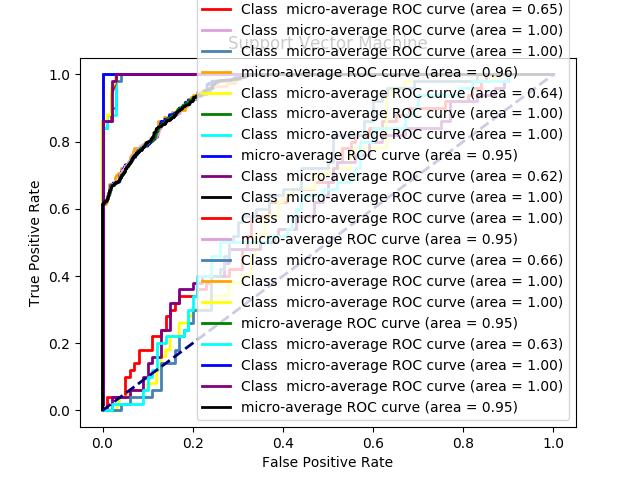 Class  micro-average ROC curve (area = 0.65)
Class  micro-average ROC curve (area = 1.00)
Support Vector Machine
Class  micro-average ROC curve (area = 1.00)
micro-average ROC curve (area = 0.96)
Class  micro-average ROC curve (area = 0.64)
Class  micro-average ROC curve (area = 1.00)
Class  micro-average ROC curve (area = 1.00)
micro-average ROC curve (area = 0.95)
Class  micro-average ROC curve (area = 0.62)
Class  micro-average ROC curve (area = 1.00)
Class  micro-average ROC curve (area = 1.00)
micro-average ROC curve (area = 0.95)
Class  micro-average ROC curve (area = 0.66)
Class  micro-average ROC curve (area = 1.00)
Class  micro-average ROC curve (area = 1.00)
micro-average ROC curve (area = 0.95)
Class  micro-average ROC curve (area = 0.63)
Class  micro-average ROC curve (area = 1.00)
Class  micro-average ROC curve (area = 1.00)
micro-average ROC curve (area = 0.95)
True Positive Rate
1.0
0.8
0.6
0.4
0.2
0.0
0.0 0.2 0.4 0.6 0.8 1.0
False Positive Rate